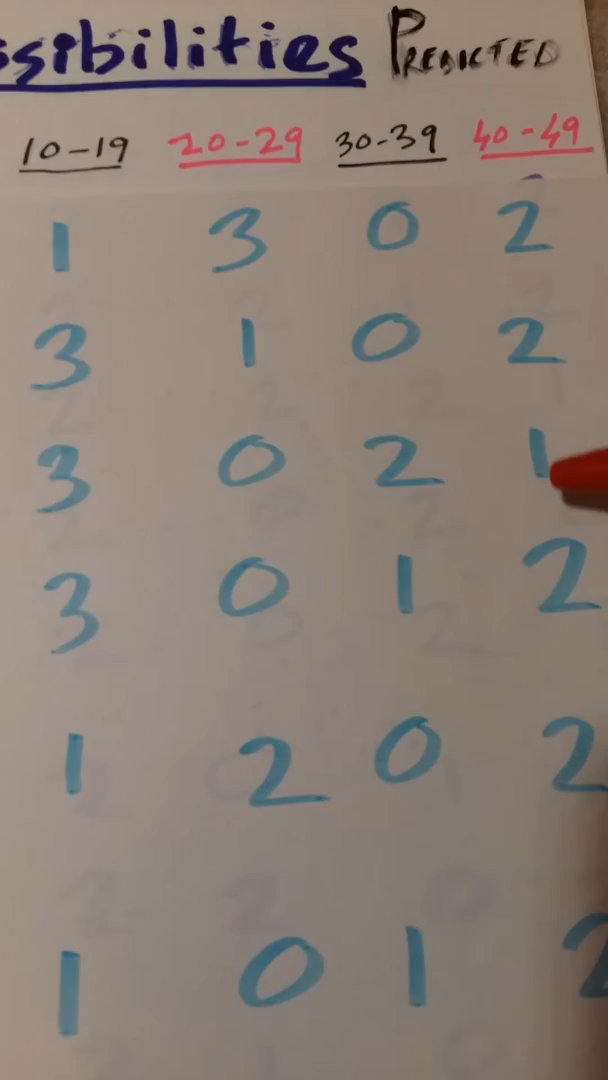 ssibilities PREDICTED
10-19 20-29 30-39 40-49
1 3 0 2
3 1 0 2
3 0 2 1
3 0 1 2
1 2 0 2
1 0 1 2